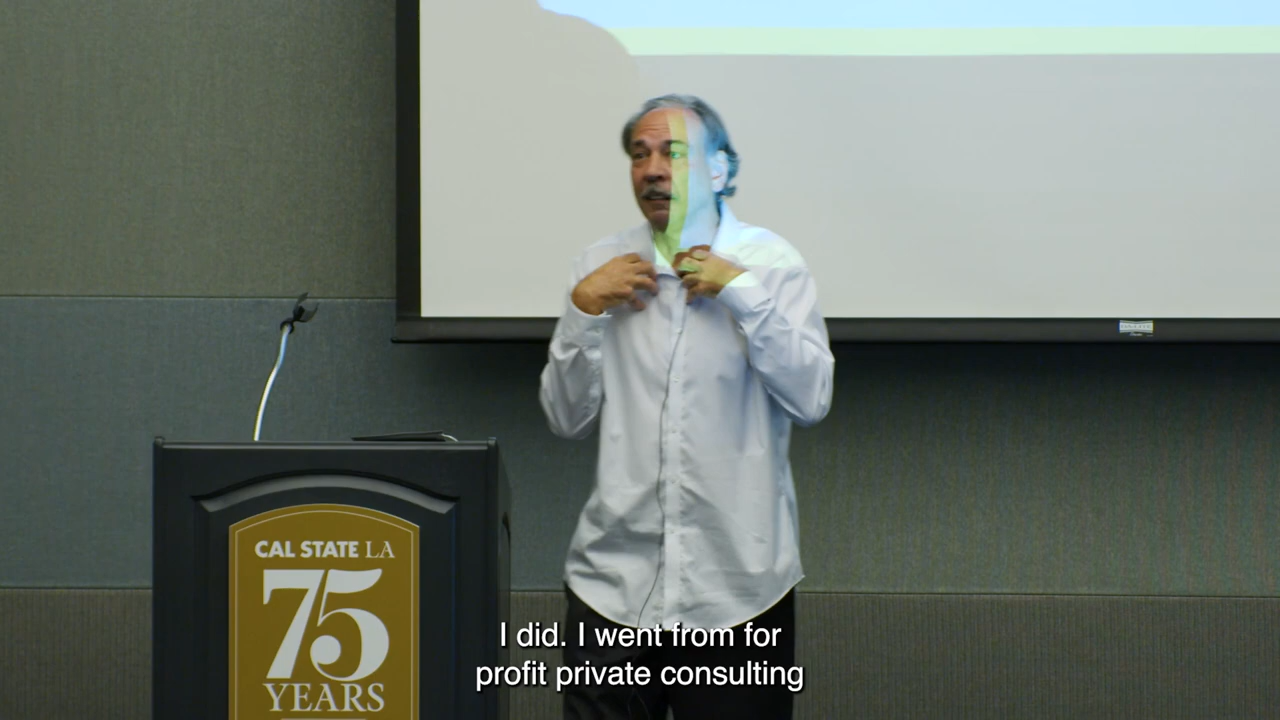 CAL STATE LA
75
YEARS
I did. I went from for
profit private consulting